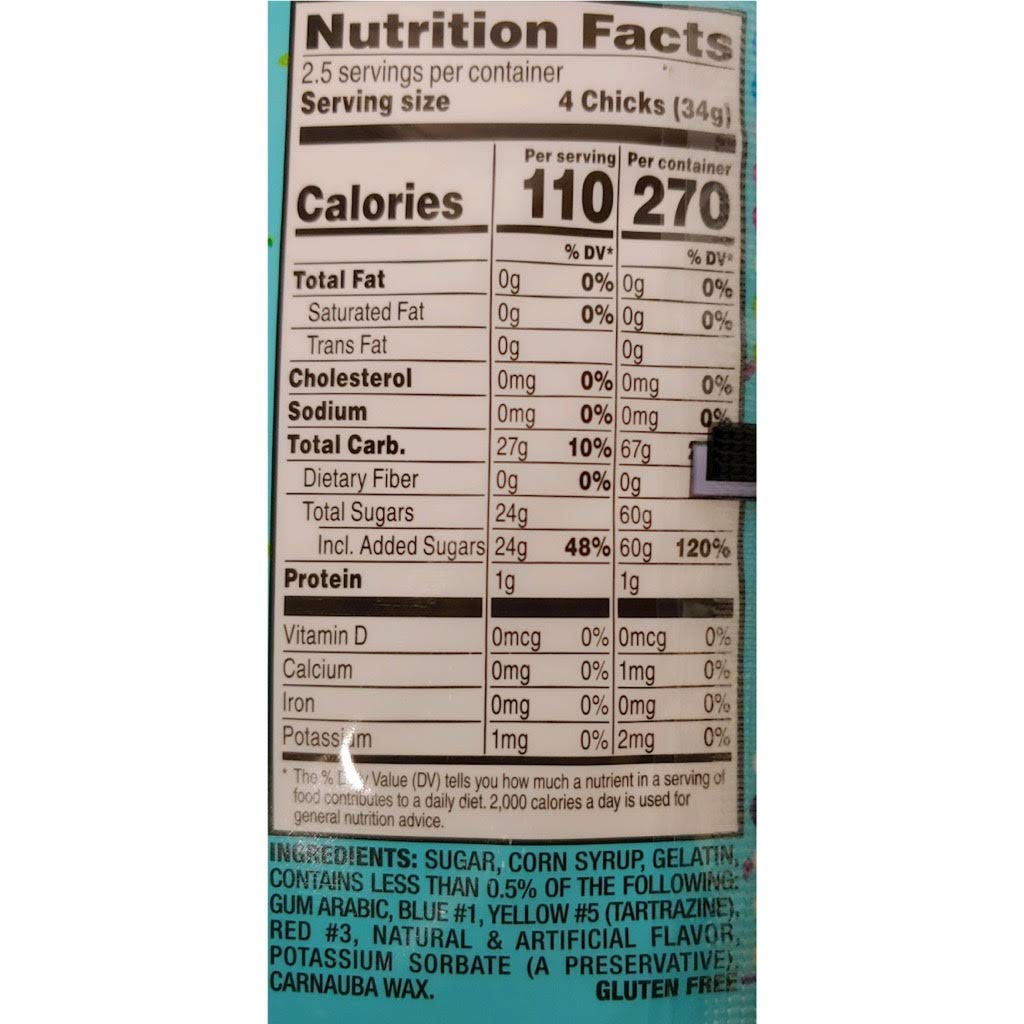 Nutrition Facts
2.5 servings per container
Serving size 4 Chicks (34g)
Per serving Per container
Calories 110 270
% DV* % DV*
Total Fat 0g 0% 0g 0%
Saturated Fat 0g 0% 0g 0%
Trans Fat 0g 0g
Cholesterol 0mg 0% 0mg 0%
Sodium 0mg 0% 0mg 0%
Total Carb. 27g 10% 67g
Dietary Fiber 0g 0% 0g
Total Sugars 24g 60g
Incl. Added Sugars 24g 48% 60g 120%
Protein 1g 1g
Vitamin D 0mcg 0% 0mcg 0%
Calcium 0mg 0% 1mg 0%
Iron 0mg 0% 0mg 0%
Potassium 1mg 0% 2mg 0%
* The % Daily Value (DV) tells you how much a nutrient in a serving of
food contributes to a daily diet. 2,000 calories a day is used for
general nutrition advice.
INGREDIENTS: SUGAR, CORN SYRUP, GELATIN,
CONTAINS LESS THAN 0.5% OF THE FOLLOWING:
GUM ARABIC, BLUE #1, YELLOW #5 (TARTRAZINE),
RED #3, NATURAL & ARTIFICIAL FLAVOR,
POTASSIUM SORBATE (A PRESERVATIVE),
CARNAUBA WAX. GLUTEN FREE